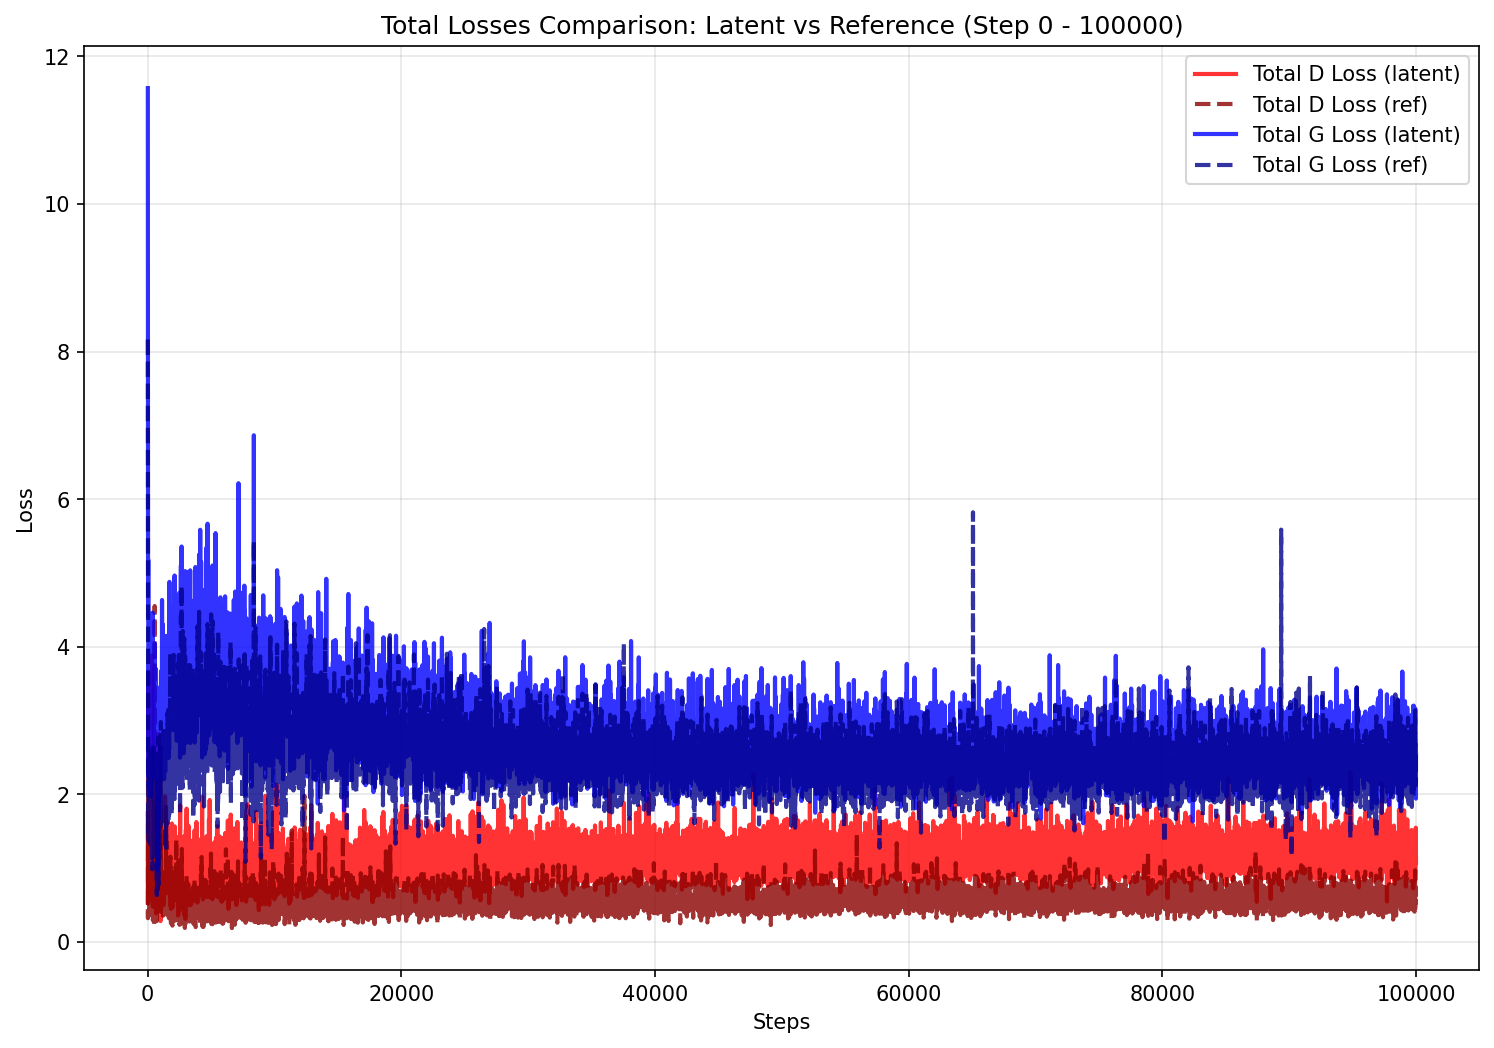 Total Losses Comparison: Latent vs Reference (Step 0 - 100000)
Total D Loss (latent)
Total D Loss (ref)
Total G Loss (latent)
Total G Loss (ref)
12
10
8
6
4
2
0
Loss
0
20000
40000
60000
80000
100000
Steps